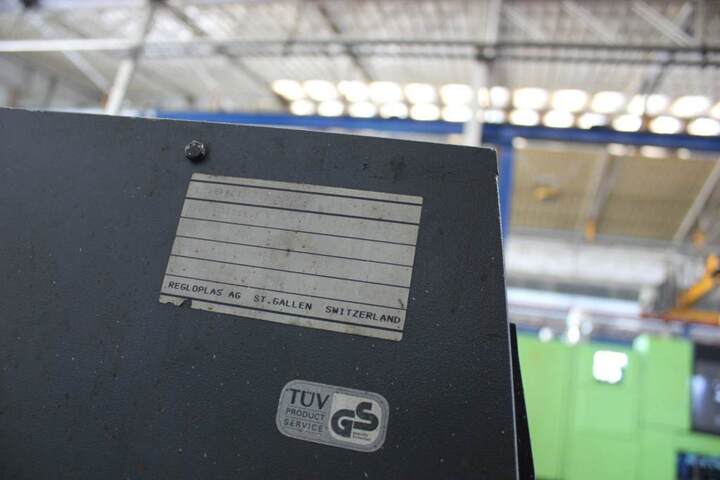 REGLOPLAS AG ST.GALLEN SWITZERLAND
TÜV
PRODUCT
SERVICE
GS